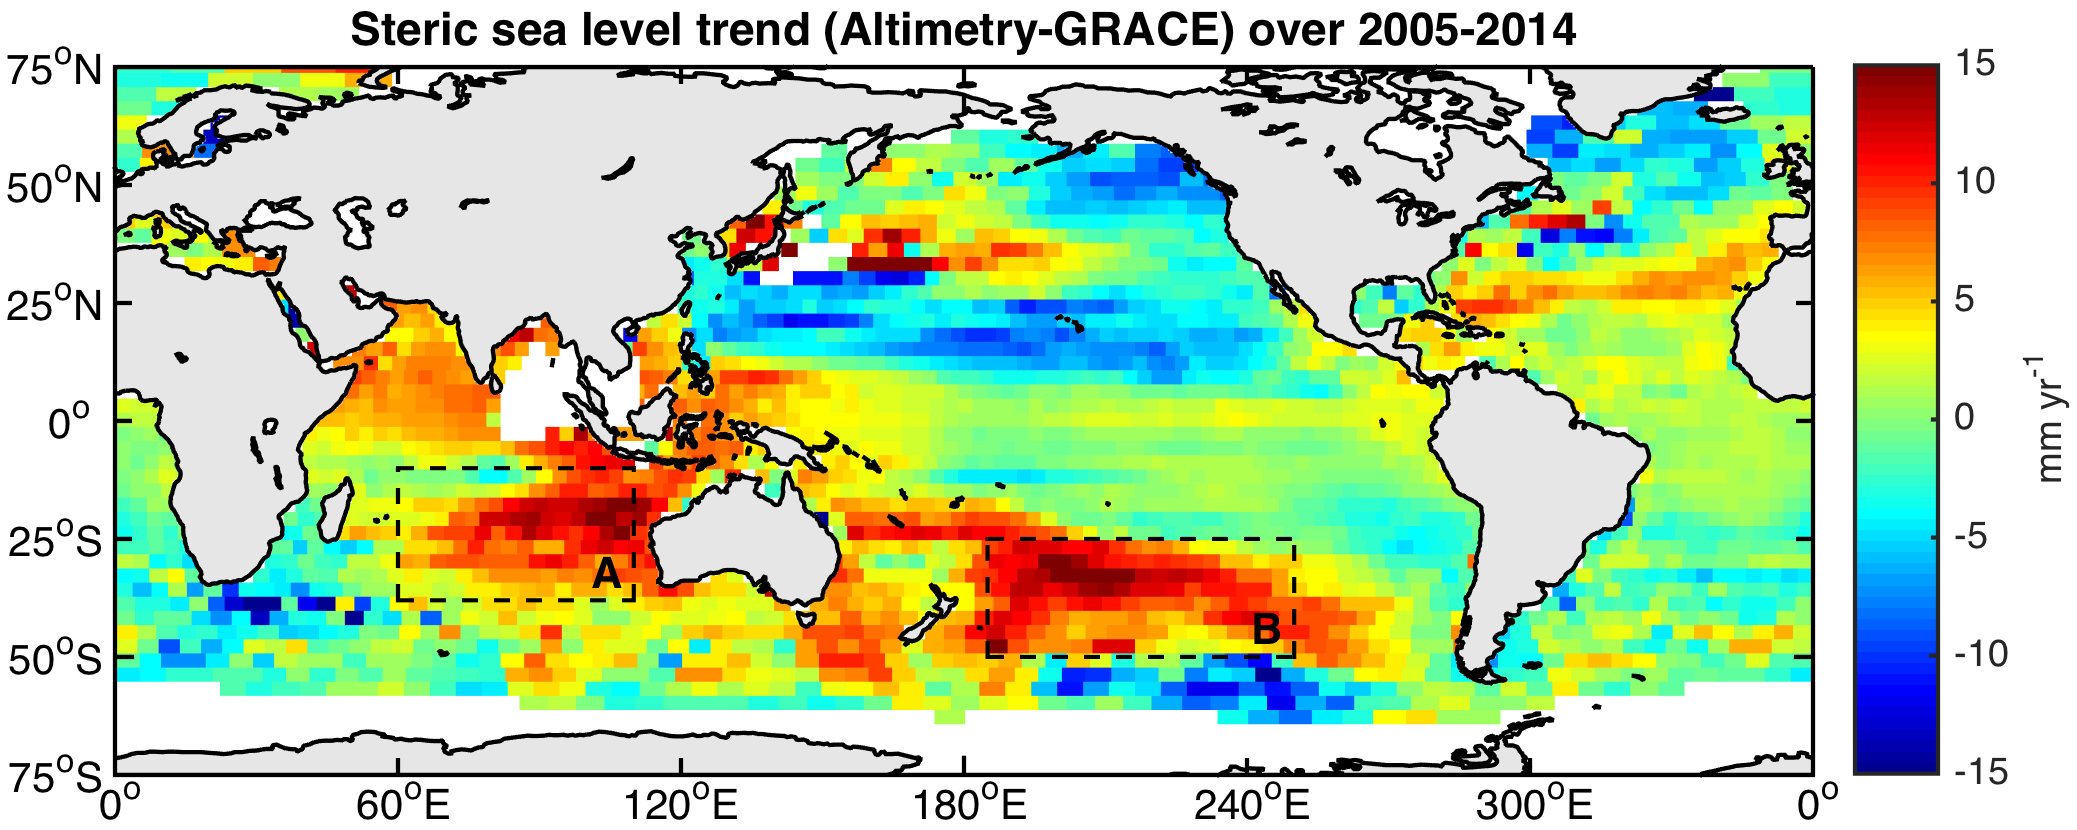 Steric sea level trend (Altimetry-GRACE) over 2005-2014
75°N
50°N
25°N
0°
25°S
50°S
75°S
0°
60°E
120°E
180°E
240°E
300°E
0°
A
B
15
10
5
0
-5
-10
-15
mm yr⁻¹